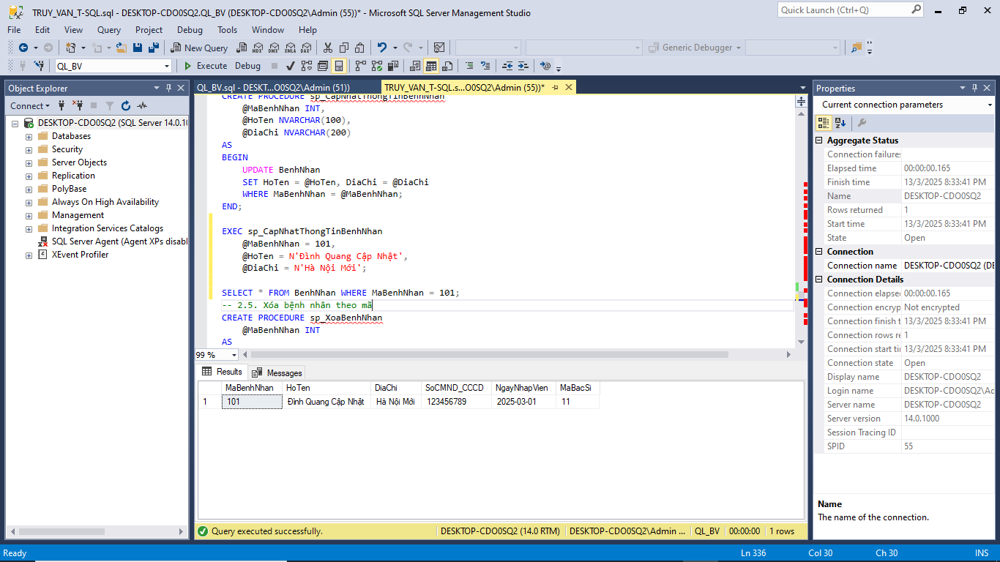 TRUY_VAN_T-SQL.sql - DESKTOP-CDO0SQ2.QL_BV (DESKTOP-CDO0SQ2\Admin (55))* - Microsoft SQL Server Management Studio
Quick Launch (Ctrl+Q)
File Edit View Query Project Debug Tools Window Help
New Query
MDX DMX XMLA DAX
Generic Debugger
QL_BV
Execute Debug
Object Explorer
Connect
DESKTOP-CDO0SQ2 (SQL Server 14.0.10
Databases
Security
Server Objects
Replication
PolyBase
Always On High Availability
Management
Integration Services Catalogs
SQL Server Agent (Agent XPs disabl
XEvent Profiler
QL_BV.sql - DESKT...O0SQ2\Admin (51))
TRUY_VAN_T-SQL.s...O0SQ2\Admin (55))*
CREATE PROCEDURE sp_CapNhatThongTinBenhNhan
@MaBenhNhan INT,
@HoTen NVARCHAR(100),
@DiaChi NVARCHAR(200)
AS
BEGIN
UPDATE BenhNhan
SET HoTen = @HoTen, DiaChi = @DiaChi
WHERE MaBenhNhan = @MaBenhNhan;
END;
EXEC sp_CapNhatThongTinBenhNhan
@MaBenhNhan = 101,
@HoTen = N'Đình Quang Cập Nhật',
@DiaChi = N'Hà Nội Mới';
SELECT * FROM BenhNhan WHERE MaBenhNhan = 101;
-- 2.5. Xóa bệnh nhân theo mã
CREATE PROCEDURE sp_XoaBenhNhan
@MaBenhNhan INT
AS
99 %
Results Messages
MaBenhNhan HoTen DiaChi SoCMND_CCCD NgayNhapVien MaBacSi
1 101 Đình Quang Cập Nhật Hà Nội Mới 123456789 2025-03-01 11
Query executed successfully.
DESKTOP-CDO0SQ2 (14.0 RTM) DESKTOP-CDO0SQ2\Admin ... QL_BV 00:00:00 1 rows
Properties
Current connection parameters
Aggregate Status
Connection failures
Elapsed time 00:00:00.165
Finish time 13/3/2025 8:33:41 PM
Name DESKTOP-CDO0SQ2
Rows returned 1
Start time 13/3/2025 8:33:41 PM
State Open
Connection
Connection name DESKTOP-CDO0SQ2 (DE
Connection Details
Connection elapsed 00:00:00.165
Connection encryp Not encrypted
Connection finish t 13/3/2025 8:33:41 PM
Connection rows re 1
Connection start tir 13/3/2025 8:33:41 PM
Connection state Open
Display name DESKTOP-CDO0SQ2
Login name DESKTOP-CDO0SQ2\Ad
Server name DESKTOP-CDO0SQ2
Server version 14.0.1000
Session Tracing ID
SPID 55
Name
The name of the connection.
Ready
Ln 336 Col 30 Ch 30 INS